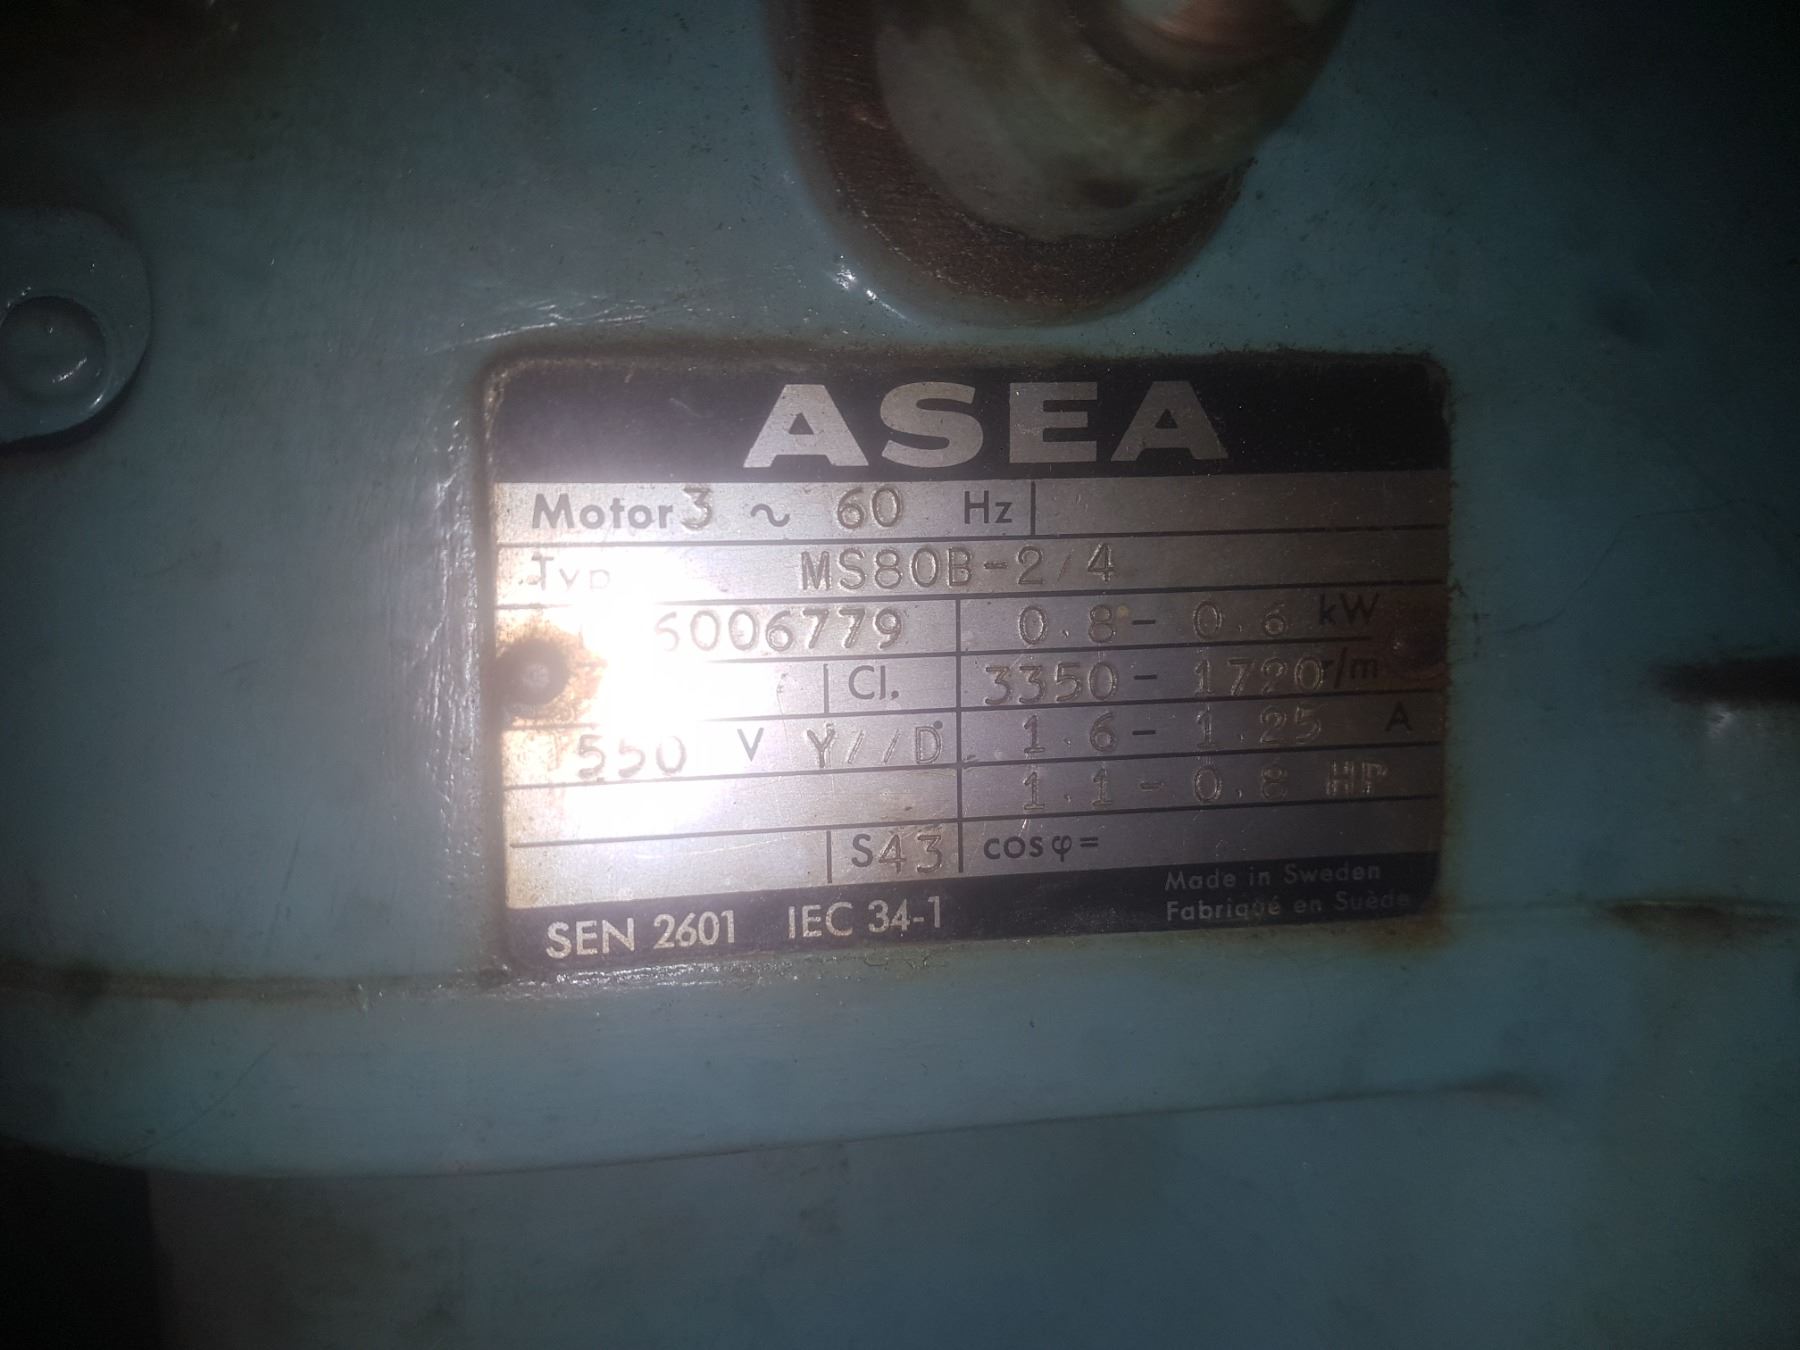 ASEA
Motor 3 ~ 60 Hz
Typ MS80B-2/4
6006779 0.8 - 0.6 kW
Cl. 3350 - 1720 r/m
550 V Y//D 1.6 - 1.25 A
1.1 - 0.8 HP
S43 cosφ=
Made in Sweden
SEN 2601 IEC 34-1 Fabriqué en Suède